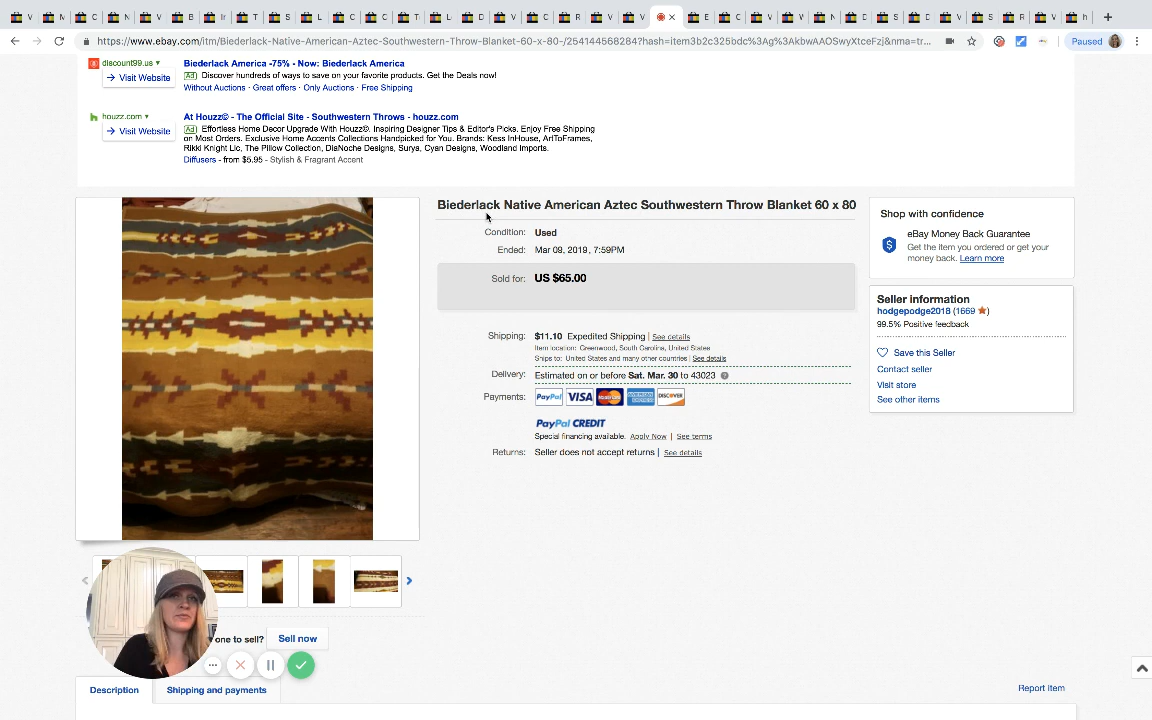 V M C N V B Ir T S L C C T L D V C R V V E C V V N D S D V S R V h
https://www.ebay.com/itm/Biederlack-Native-American-Aztec-Southwestern-Throw-Blanket-60-x-80-/254144568284?hash=item3b2c325bdc%3Ag%3AkbwAAOSwyXtceFzj&nma=tr... Paused
discount99.us
Biederlack America -75% - Now: Biederlack America
Visit Website
Ad Discover hundreds of ways to save on your favorite products. Get the Deals now!
Without Auctions · Great offers · Only Auctions · Free Shipping
houzz.com
At Houzz© - The Official Site - Southwestern Throws - houzz.com
Visit Website
Ad Effortless Home Decor Upgrade With Houzz©. Inspiring Designer Tips & Editor's Picks. Enjoy Free Shipping
on Most Orders. Exclusive Home Accents Collections Handpicked for You. Brands: Kess InHouse, ArtToFrames,
Rikki Knight Llc, The Pillow Collection, DiaNoche Designs, Surya, Cyan Designs, Woodland Imports.
Diffusers - from $5.95 - Stylish & Fragrant Accent
Biederlack Native American Aztec Southwestern Throw Blanket 60 x 80
Condition: Used
Ended: Mar 09, 2019 , 7:59PM
Sold for: US $65.00
Shipping: $11.10 Expedited Shipping | See details
Item location: Greenwood, South Carolina, United States
Ships to: United States and many other countries | See details
Delivery: Estimated on or before Sat. Mar. 30 to 43023
Payments: PayPal VISA MasterCard AMERICAN EXPRESS DISCOVER
PayPal CREDIT
Special financing available. Apply Now | See terms
Returns: Seller does not accept returns | See details
Shop with confidence
eBay Money Back Guarantee
Get the item you ordered or get your
money back. Learn more
Seller information
hodgepodge2018 (1669 )
99.5% Positive feedback
Save this Seller
Contact seller
Visit store
See other items
one to sell? Sell now
Description Shipping and payments
Report item